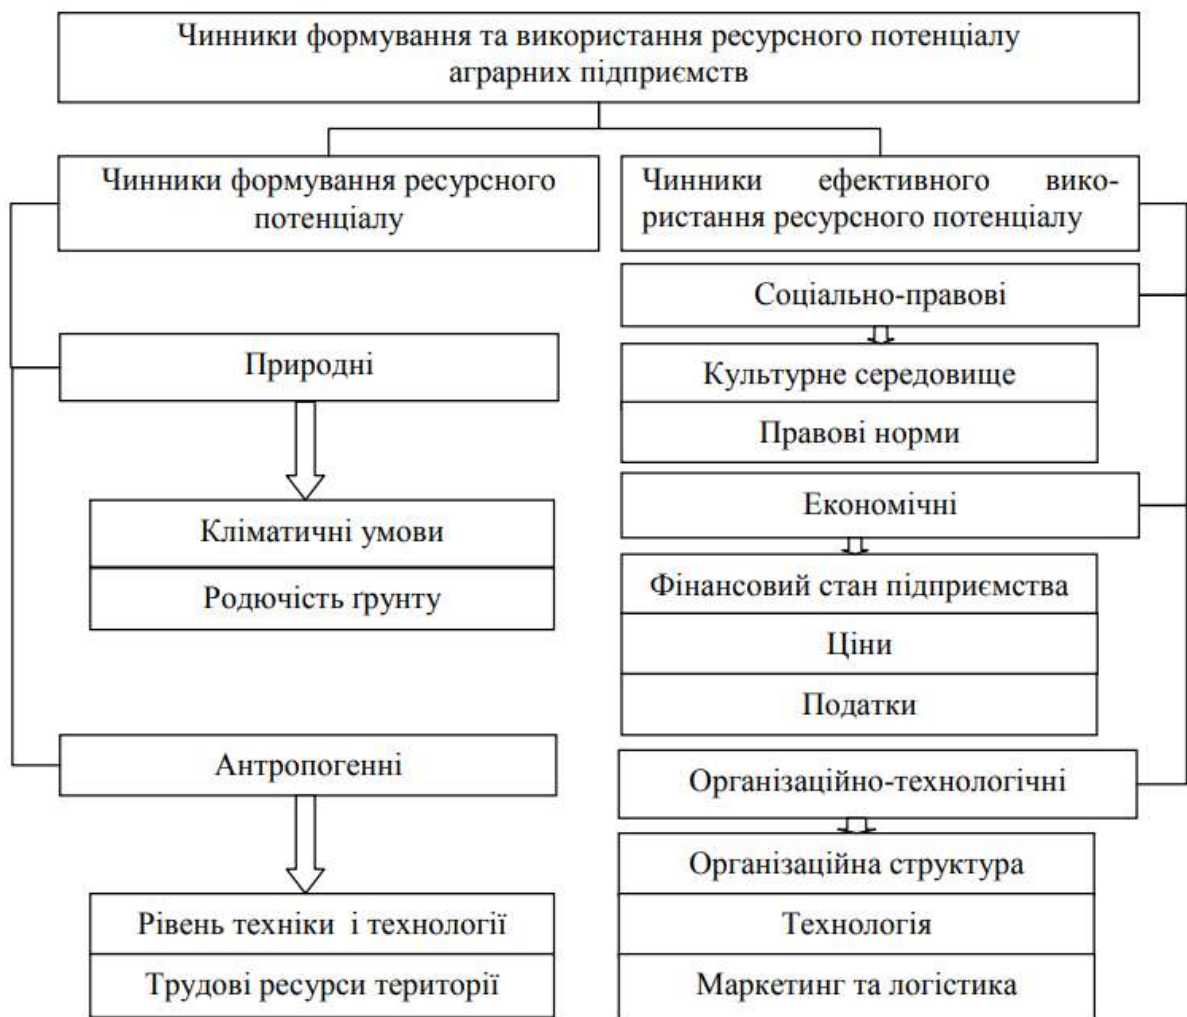 Чинники формування та використання ресурсного потенціалу
аграрних підприємств
Чинники формування ресурсного
потенціалу
Чинники ефективного вико-
ристання ресурсного потенціалу
Соціально-правові
Природні
Культурне середовище
Правові норми
Економічні
Кліматичні умови
Родючість ґрунту
Фінансовий стан підприємства
Ціни
Податки
Антропогенні
Організаційно-технологічні
Організаційна структура
Рівень техніки і технології
Технологія
Трудові ресурси території
Маркетинг та логістика